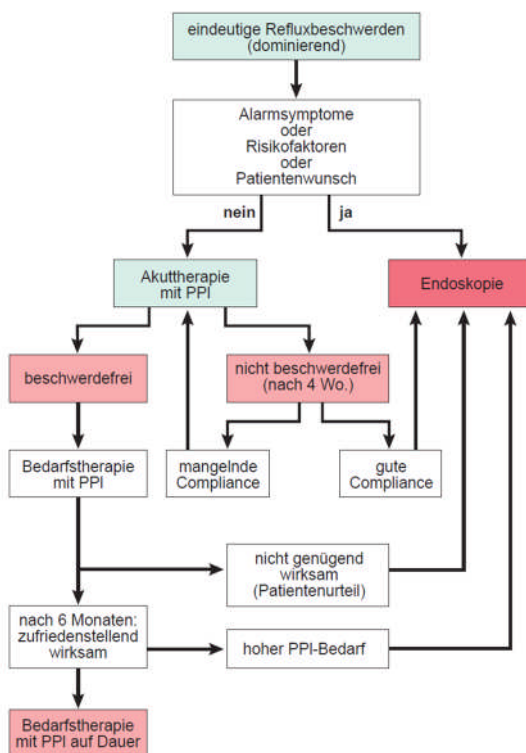 eindeutige Refluxbeschwerden
(dominierend)
Alarmsymptome
oder
Risikofaktoren
oder
Patientenwunsch
nein
ja
Akuttherapie
mit PPI
Endoskopie
beschwerdefrei
nicht beschwerdefrei
(nach 4 Wo.)
Bedarfstherapie
mit PPI
mangelnde
Compliance
gute
Compliance
nicht genügend
wirksam
(Patientenurteil)
nach 6 Monaten:
zufriedenstellend
wirksam
hoher PPI-Bedarf
Bedarfstherapie
mit PPI auf Dauer